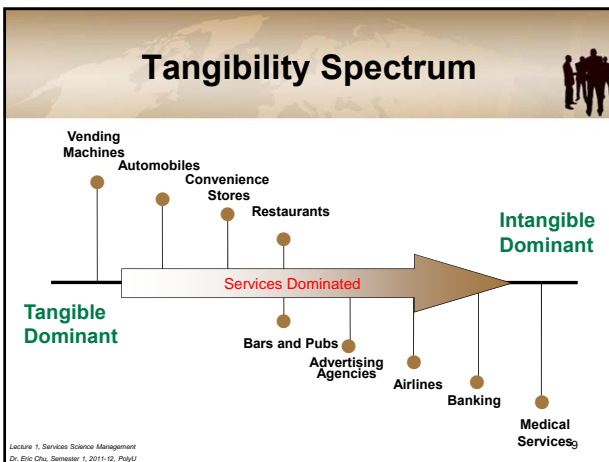 Tangibility Spectrum
Vending
Machines
Automobiles
Convenience
Stores
Restaurants
Intangible
Dominant
Services Dominated
Tangible
Dominant
Bars and Pubs
Advertising
Agencies
Airlines
Banking
Medical
Services
9
Lecture 1, Services Science Management
Dr. Eric Chu, Semester 1, 2011-12, PolyU